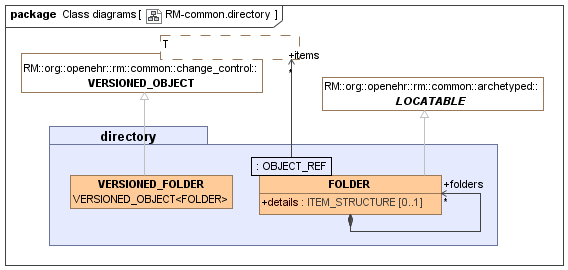 package Class diagrams[ RM-common.directory ]
T
+items
*
RM::org::openehr::rm::common::change_control::
VERSIONED_OBJECT
RM::org::openehr::rm::common::archetyped::
LOCATABLE
directory
: OBJECT_REF
VERSIONED_FOLDER
VERSIONED_OBJECT<FOLDER>
FOLDER
+details : ITEM_STRUCTURE [0..1]
+folders
*